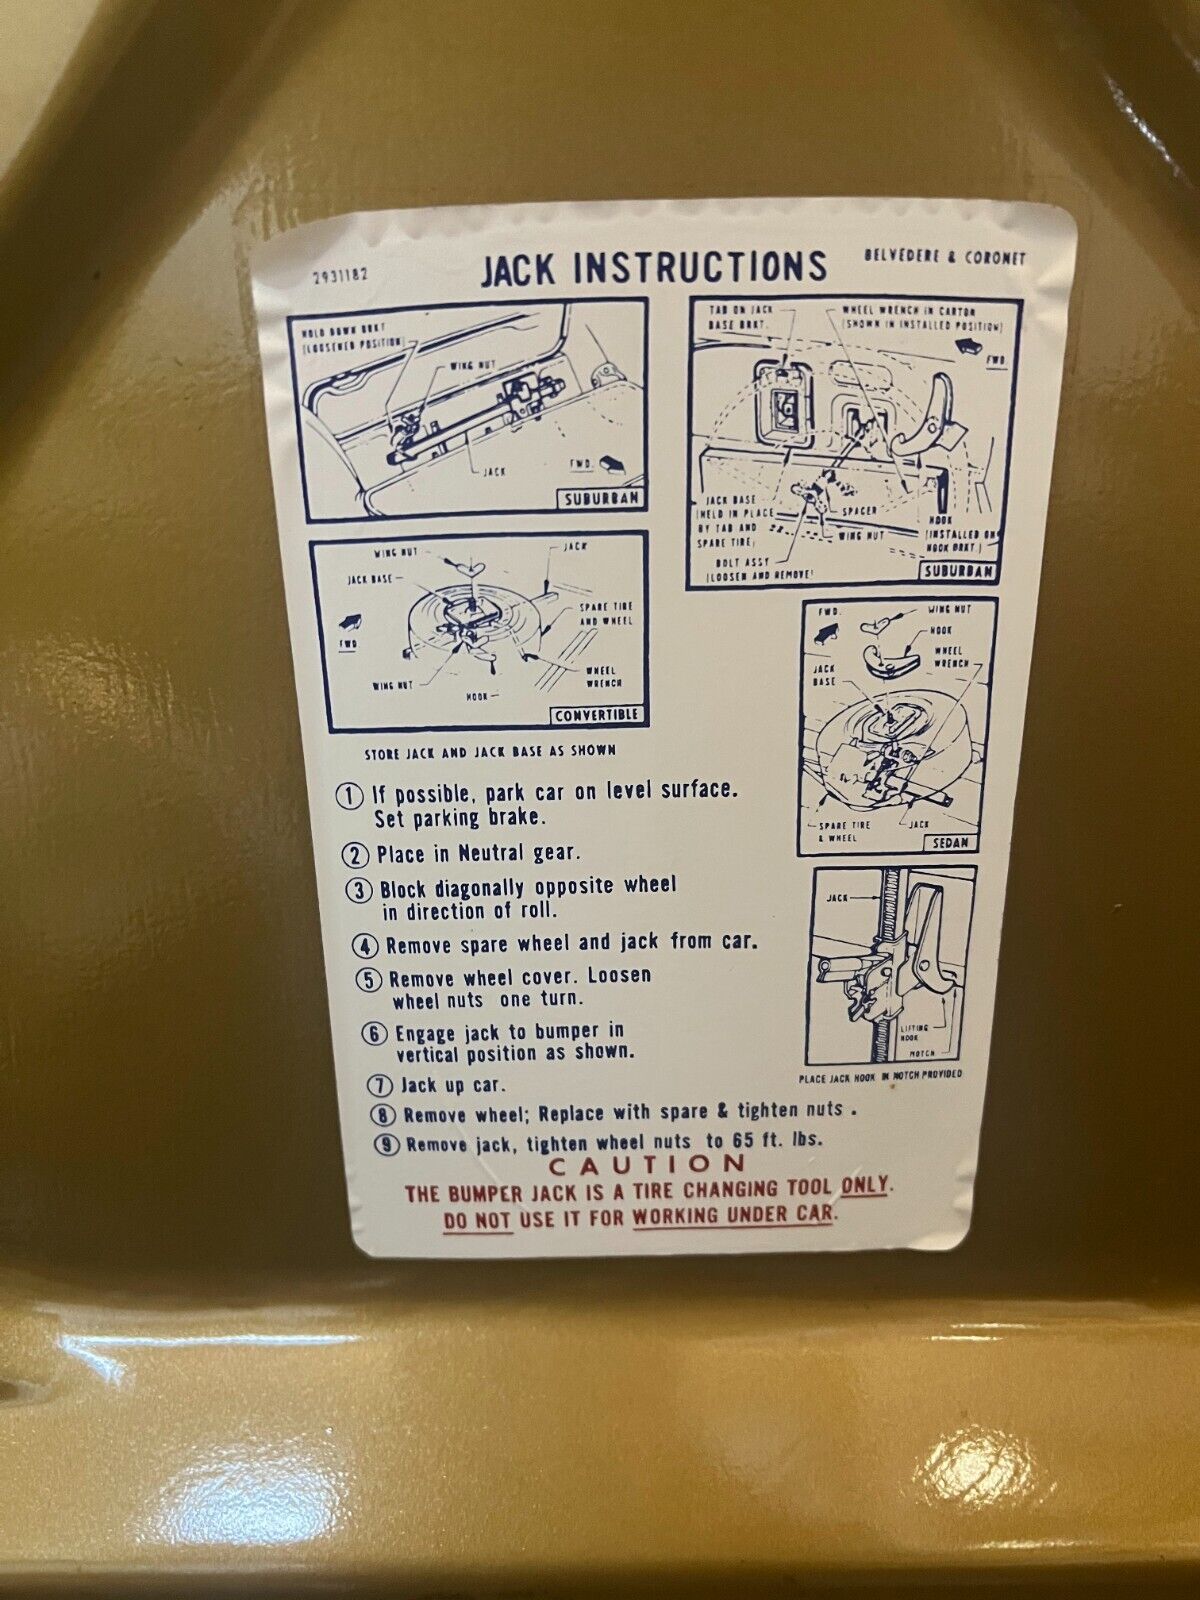 2931182
JACK INSTRUCTIONS
BELVEDERE & CORONET
HOLD DOWN BRKT
(LOOSENED POSITION)
WING NUT
JACK
FWD.
SUBURBAN
TAB ON JACK
BASE BRKT.
WHEEL WRENCH IN CARTON
(SHOWN IN INSTALLED POSITION)
FWD.
JACK BASE
(HELD IN PLACE
BY TAB AND
SPARE TIRE)
SPACER
WING NUT
HOOK
(INSTALLED ON
HOOK BRKT.)
BOLT ASSY
(LOOSEN AND REMOVE)
SUBURBAN
WING NUT
JACK
JACK BASE
SPARE TIRE
AND WHEEL
FWD
WING NUT
HOOK
WHEEL
WRENCH
CONVERTIBLE
FWD.
WING NUT
HOOK
WHEEL
WRENCH
JACK
BASE
SPARE TIRE
& WHEEL
JACK
SEDAN
STORE JACK AND JACK BASE AS SHOWN
1 If possible, park car on level surface.
Set parking brake.
2 Place in Neutral gear.
3 Block diagonally opposite wheel
in direction of roll.
4 Remove spare wheel and jack from car.
5 Remove wheel cover. Loosen
wheel nuts one turn.
6 Engage jack to bumper in
vertical position as shown.
7 Jack up car.
8 Remove wheel; Replace with spare & tighten nuts .
9 Remove jack, tighten wheel nuts to 65 ft. lbs.
JACK
LIFTING
HOOK
NOTCH
PLACE JACK HOOK IN NOTCH PROVIDED
CAUTION
THE BUMPER JACK IS A TIRE CHANGING TOOL ONLY.
DO NOT USE IT FOR WORKING UNDER CAR.